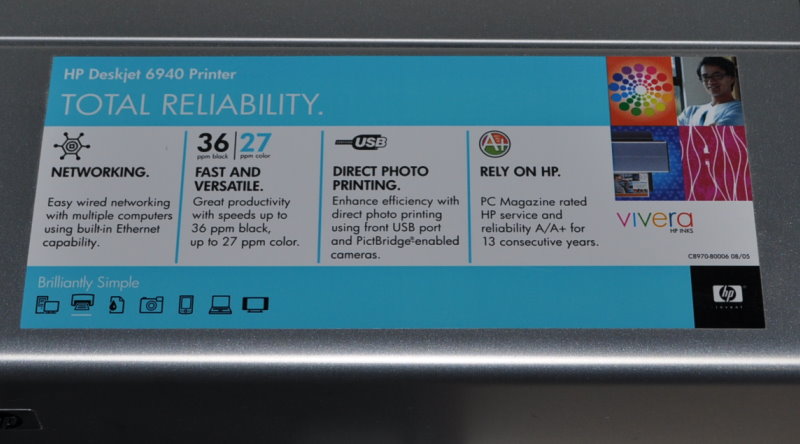 HP Deskjet 6940 Printer
TOTAL RELIABILITY.
NETWORKING.
Easy wired networking
with multiple computers
using built-in Ethernet
capability.
36 27
ppm black ppm color
FAST AND
VERSATILE.
Great productivity
with speeds up to
36 ppm black,
up to 27 ppm color.
USB
DIRECT PHOTO
PRINTING.
Enhance efficiency with
direct photo printing
using front USB port
and PictBridge®enabled
cameras.
A+
RELY ON HP.
PC Magazine rated
HP service and
reliability A/A+ for
13 consecutive years.
vivera
HP INKS
C8970-80006 08/05
Brilliantly Simple
hp
invent